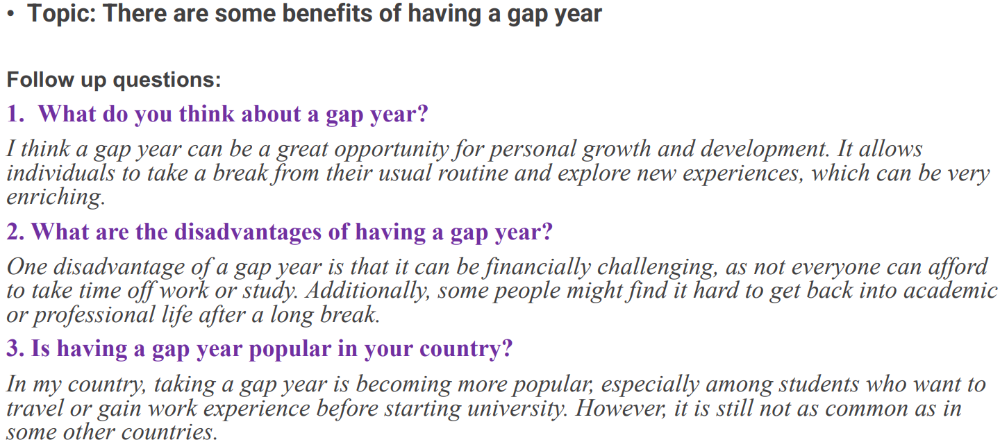 • Topic: There are some benefits of having a gap year
Follow up questions:
1. What do you think about a gap year?
I think a gap year can be a great opportunity for personal growth and development. It allows
individuals to take a break from their usual routine and explore new experiences, which can be very
enriching.
2. What are the disadvantages of having a gap year?
One disadvantage of a gap year is that it can be financially challenging, as not everyone can afford
to take time off work or study. Additionally, some people might find it hard to get back into academic
or professional life after a long break.
3. Is having a gap year popular in your country?
In my country, taking a gap year is becoming more popular, especially among students who want to
travel or gain work experience before starting university. However, it is still not as common as in
some other countries.